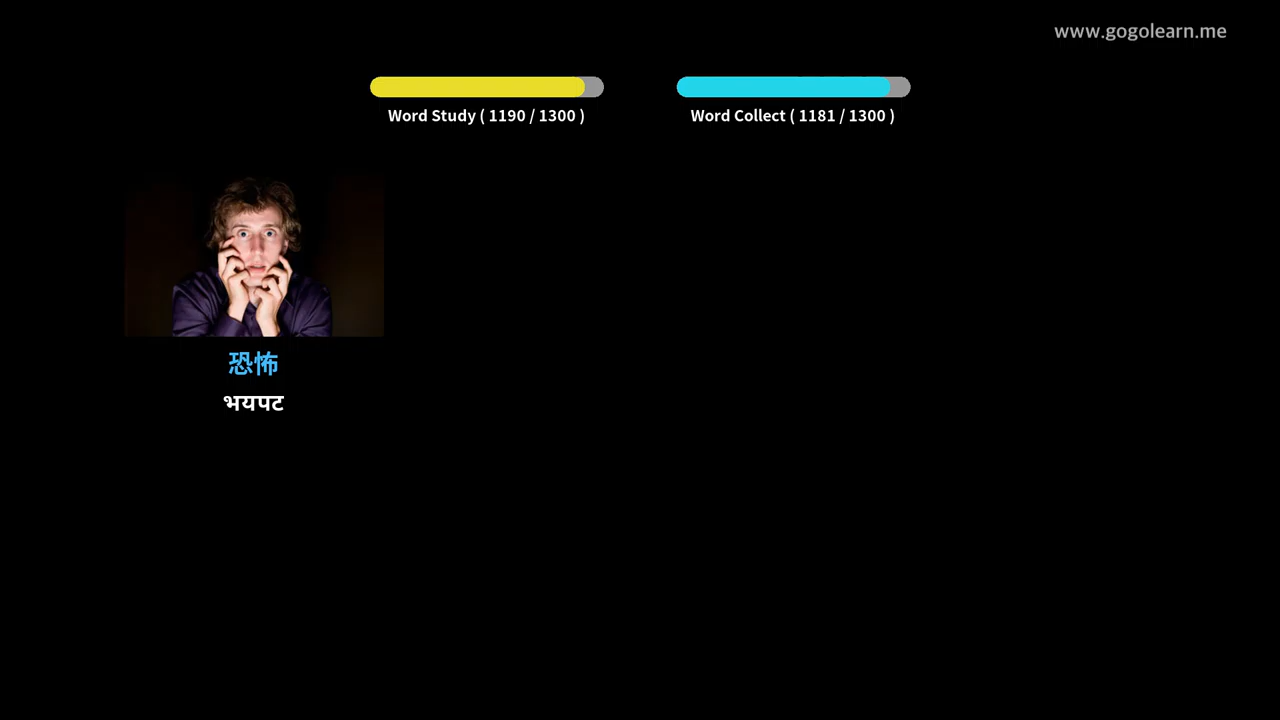 www.gogolearn.me
Word Study ( 1190 / 1300 )
Word Collect ( 1181 / 1300 )
恐怖
भयपट